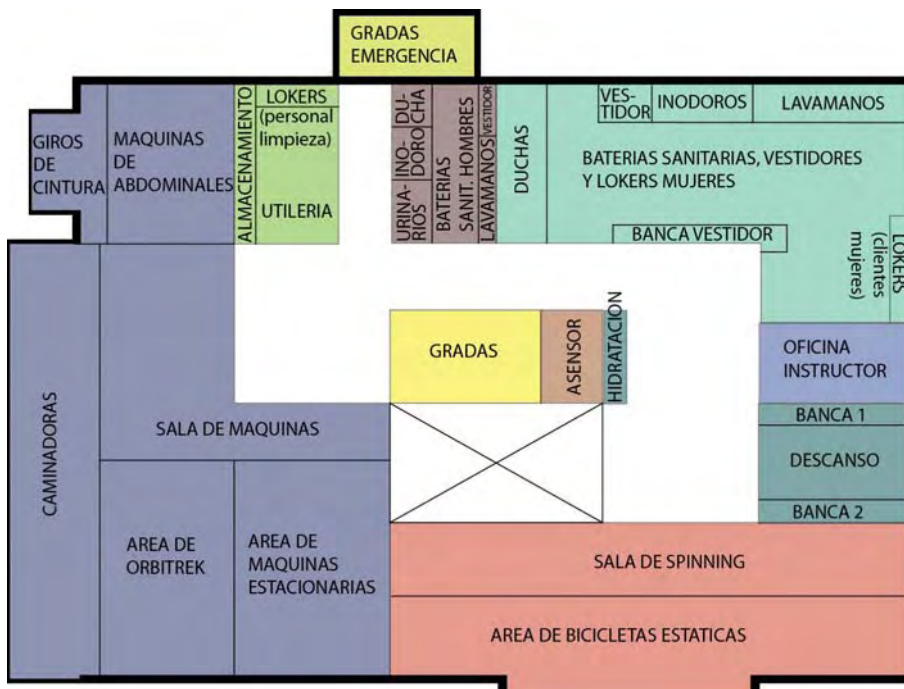 GRADAS
EMERGENCIA
GIROS
DE
CINTURA
MAQUINAS
DE
ABDOMINALES
ALMACENAMIENTO
LOKERS
(personal
limpieza)
UTILERIA
DU-
CHA
INO-
DORO
URINA-
RIOS
BATERIAS
SANIT. HOMBRES
VESTIDOR
LAVAMANOS
DUCHAS
VES-
TIDOR
INODOROS
LAVAMANOS
BATERIAS SANITARIAS, VESTIDORES
Y LOKERS MUJERES
BANCA VESTIDOR
LOKERS
(clientes
mujeres)
GRADAS
ASENSOR
HIDRATACION
OFICINA
INSTRUCTOR
BANCA 1
DESCANSO
BANCA 2
CAMINADORAS
SALA DE MAQUINAS
AREA DE
ORBITREK
AREA DE
MAQUINAS
ESTACIONARIAS
SALA DE SPINNING
AREA DE BICICLETAS ESTATICAS